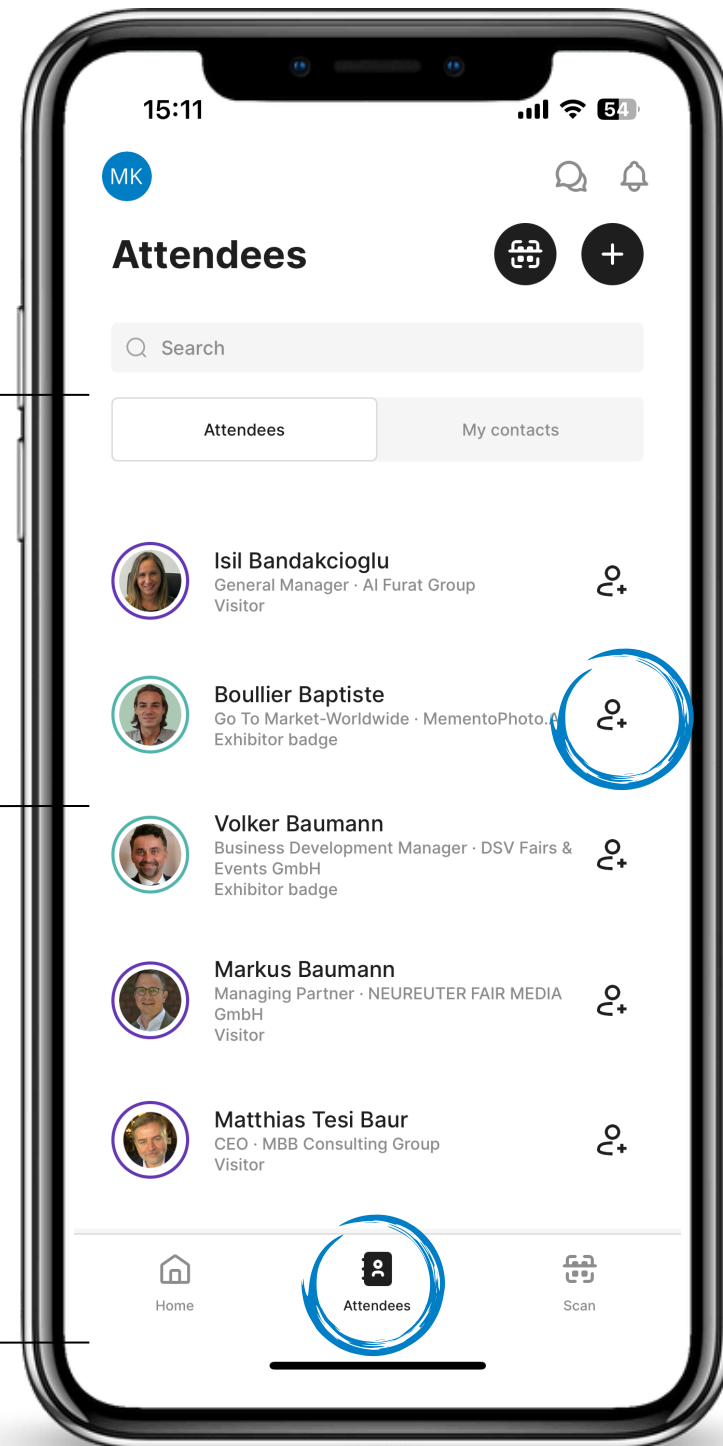 15:11
54
MK
Attendees
Search
Attendees
My contacts
Isil Bandakcioglu
General Manager · Al Furat Group
Visitor
Boullier Baptiste
Go To Market-Worldwide · MementoPhoto.
Exhibitor badge
Volker Baumann
Business Development Manager · DSV Fairs &
Events GmbH
Exhibitor badge
Markus Baumann
Managing Partner · NEUREUTER FAIR MEDIA
GmbH
Visitor
Matthias Tesi Baur
CEO · MBB Consulting Group
Visitor
Home
Attendees
Scan